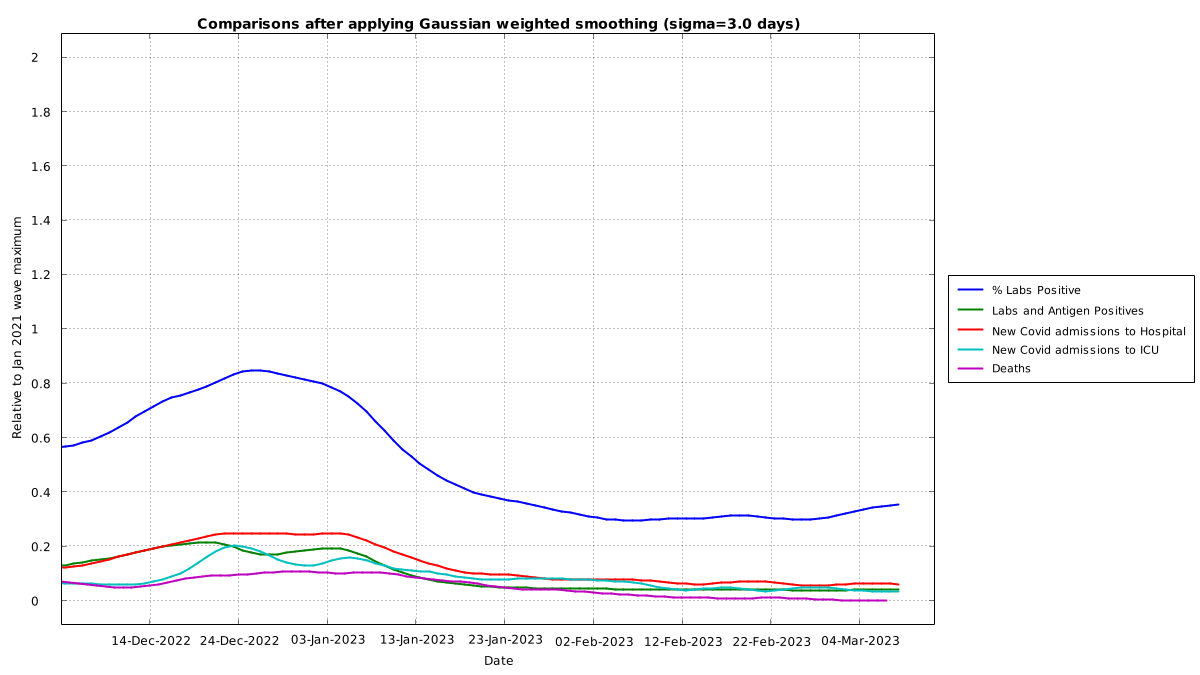 Comparisons after applying Gaussian weighted smoothing (sigma=3.0 days)
Relative to Jan 2021 wave maximum
2
1.8
1.6
1.4
1.2
1
0.8
0.6
0.4
0.2
0
14-Dec-2022 24-Dec-2022 03-Jan-2023 13-Jan-2023 23-Jan-2023 02-Feb-2023 12-Feb-2023 22-Feb-2023 04-Mar-2023
Date
% Labs Positive
Labs and Antigen Positives
New Covid admissions to Hospital
New Covid admissions to ICU
Deaths